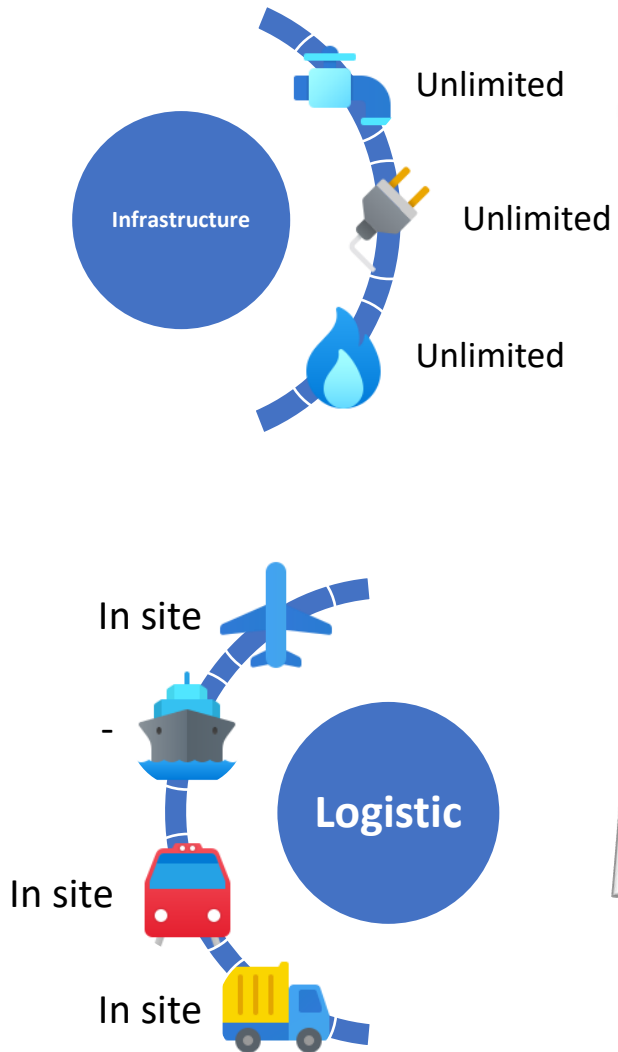 Unlimited
Infrastructure
Unlimited
Unlimited
In site
-
Logistic
In site
In site